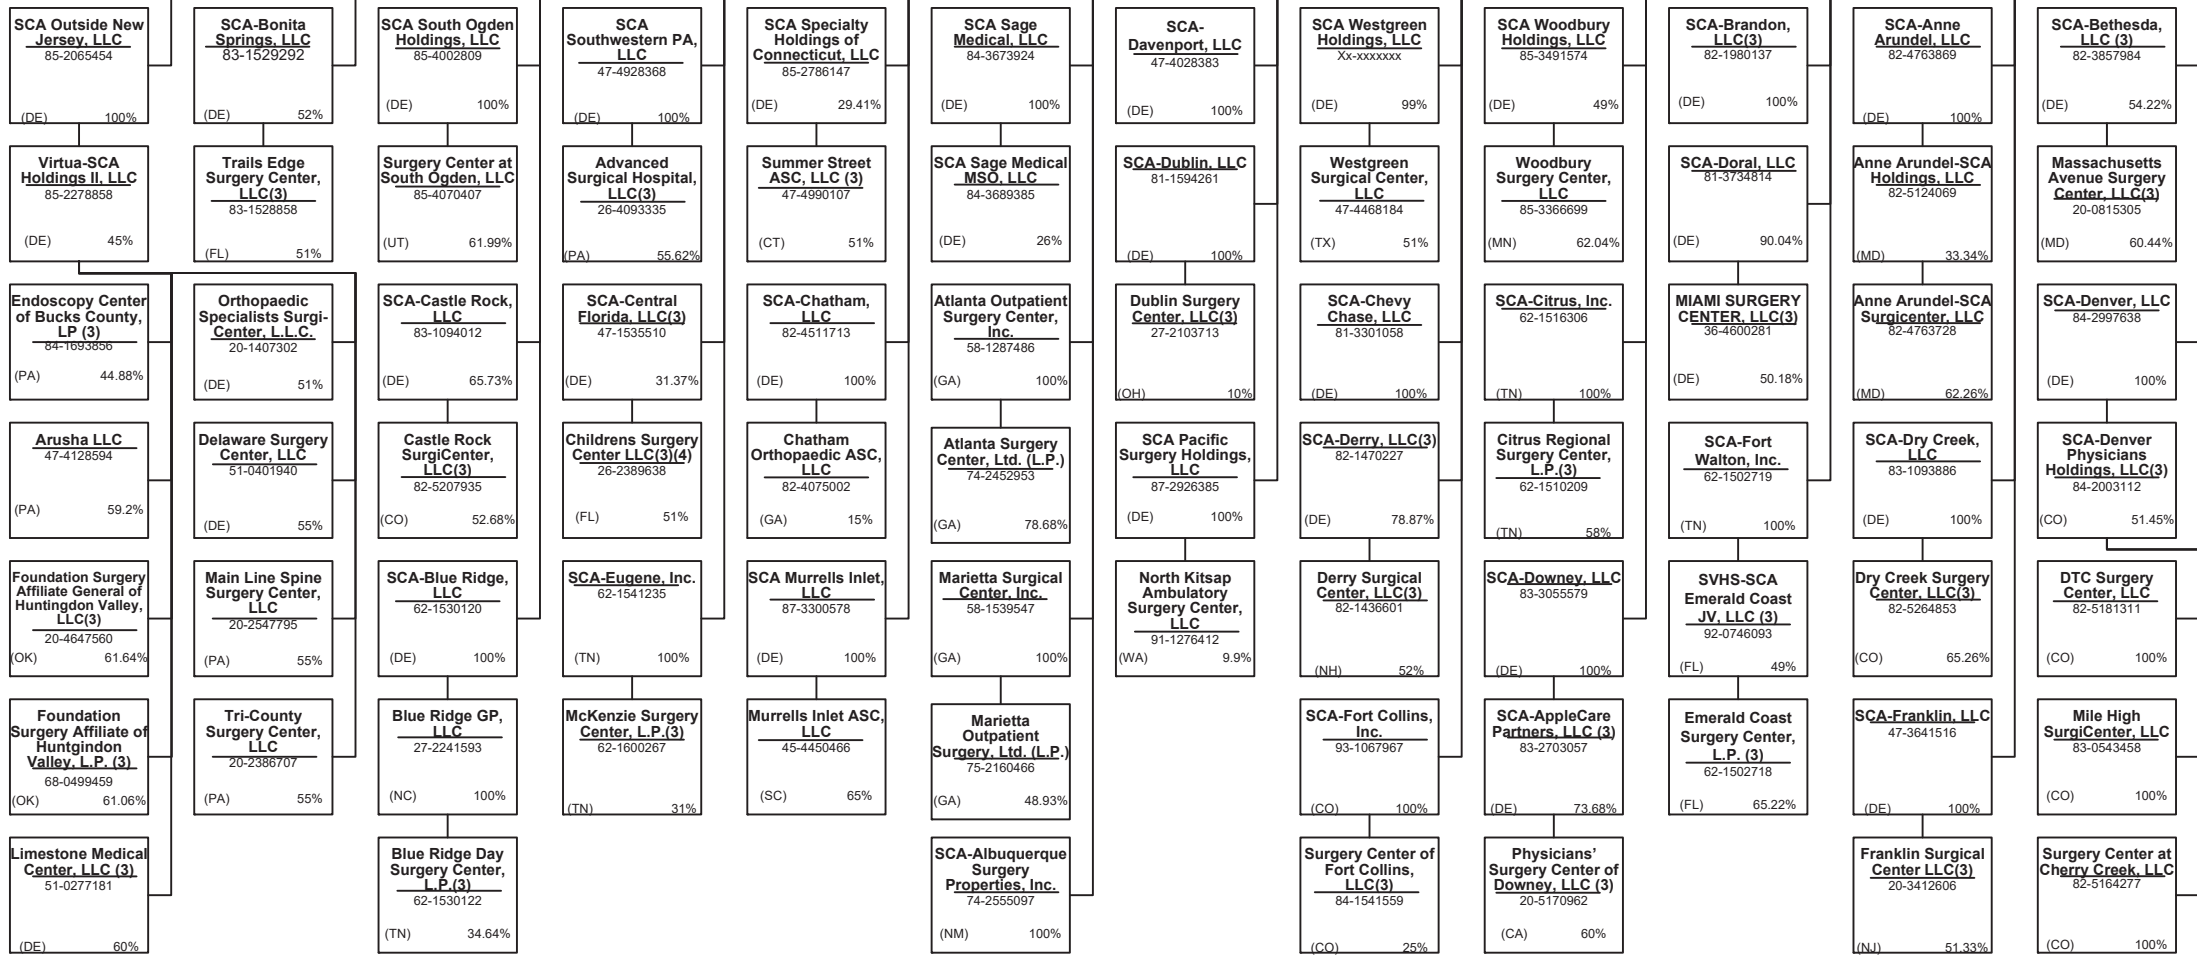 SCA Outside New
Jersey, LLC
85-2065454
(DE) 100%
SCA-Bonita
Springs, LLC
83-1529292
(DE) 52%
SCA South Ogden
Holdings, LLC
85-4002809
(DE) 100%
SCA
Southwestern PA,
LLC
47-4928368
(DE) 100%
SCA Specialty
Holdings of
Connecticut, LLC
85-2786147
(DE) 29.41%
SCA Sage
Medical, LLC
84-3673924
(DE) 100%
SCA-
Davenport, LLC
47-4028383
(DE) 100%
SCA Westgreen
Holdings, LLC
Xx-xxxxxxx
(DE) 99%
SCA Woodbury
Holdings, LLC
85-3491574
(DE) 49%
SCA-Brandon,
LLC(3)
82-1980137
(DE) 100%
SCA-Anne
Arundel, LLC
82-4763869
(DE) 100%
SCA-Bethesda,
LLC (3)
82-3857984
(DE) 54.22%
Virtua-SCA
Holdings II, LLC
85-2278858
(DE) 45%
Trails Edge
Surgery Center,
LLC(3)
83-1528858
(FL) 51%
Surgery Center at
South Ogden, LLC
85-4070407
(UT) 61.99%
Advanced
Surgical Hospital,
LLC(3)
26-4093335
(PA) 55.62%
Summer Street
ASC, LLC (3)
47-4990107
(CT) 51%
SCA Sage Medical
MSO, LLC
84-3689385
(DE) 26%
SCA-Dublin, LLC
81-1594261
(DE) 100%
Westgreen
Surgical Center,
LLC
47-4468184
(TX) 51%
Woodbury
Surgery Center,
LLC
85-3366699
(MN) 62.04%
SCA-Doral, LLC
81-3734814
(DE) 90.04%
Anne Arundel-SCA
Holdings, LLC
82-5124069
(MD) 33.34%
Massachusetts
Avenue Surgery
Center, LLC(3)
20-0815305
(MD) 60.44%
Endoscopy Center
of Bucks County,
LP (3)
84-1693856
(PA) 44.88%
Orthopaedic
Specialists Surgi-
Center, L.L.C.
20-1407302
(DE) 51%
SCA-Castle Rock,
LLC
83-1094012
(DE) 65.73%
SCA-Central
Florida, LLC(3)
47-1535510
(DE) 31.37%
SCA-Chatham,
LLC
82-4511713
(DE) 100%
Atlanta Outpatient
Surgery Center,
Inc.
58-1287486
(GA) 100%
Dublin Surgery
Center, LLC(3)
27-2103713
(OH) 10%
SCA-Chevy
Chase, LLC
81-3301058
(DE) 100%
SCA-Citrus, Inc.
62-1516306
(TN) 100%
MIAMI SURGERY
CENTER, LLC(3)
36-4600281
(DE) 50.18%
Anne Arundel-SCA
Surgicenter, LLC
82-4763728
(MD) 62.26%
SCA-Denver, LLC
84-2997638
(DE) 100%
Arusha LLC
47-4128594
(PA) 59.2%
Delaware Surgery
Center, LLC
51-0401940
(DE) 55%
Castle Rock
SurgiCenter,
LLC(3)
82-5207935
(CO) 52.68%
Childrens Surgery
Center LLC(3)(4)
26-2389638
(FL) 51%
Chatham
Orthopaedic ASC,
LLC
82-4075002
(GA) 15%
Atlanta Surgery
Center, Ltd. (L.P.)
74-2452953
(GA) 78.68%
SCA Pacific
Surgery Holdings,
LLC
87-2926385
(DE) 100%
SCA-Derry, LLC(3)
82-1470227
(DE) 78.87%
Citrus Regional
Surgery Center,
L.P.(3)
62-1510209
(TN) 58%
SCA-Fort
Walton, Inc.
62-1502719
(TN) 100%
SCA-Dry Creek,
LLC
83-1093886
(DE) 100%
SCA-Denver
Physicians
Holdings, LLC(3)
84-2003112
(CO) 51.45%
Foundation Surgery
Affiliate General of
Huntingdon Valley,
LLC(3)
20-4647560
(OK) 61.64%
Main Line Spine
Surgery Center,
LLC
20-2547795
(PA) 55%
SCA-Blue Ridge,
LLC
62-1530120
(DE) 100%
SCA-Eugene, Inc.
62-1541235
(TN) 100%
SCA Murrells Inlet,
LLC
87-3300578
(DE) 100%
Marietta Surgical
Center, Inc.
58-1539547
(GA) 100%
North Kitsap
Ambulatory
Surgery Center,
LLC
91-1276412
(WA) 9.9%
Derry Surgical
Center, LLC(3)
82-1436601
(NH) 52%
SCA-Downey, LLC
83-3055579
(DE) 100%
SVHS-SCA
Emerald Coast
JV, LLC (3)
92-0746093
(FL) 49%
Dry Creek Surgery
Center, LLC(3)
82-5264853
(CO) 65.26%
DTC Surgery
Center, LLC
82-5181311
(CO) 100%
Foundation
Surgery Affiliate of
Huntgindon
Valley, L.P. (3)
68-0499459
(OK) 61.06%
Tri-County
Surgery Center,
LLC
20-2386707
(PA) 55%
Blue Ridge GP,
LLC
27-2241593
(NC) 100%
McKenzie Surgery
Center, L.P.(3)
62-1600267
(TN) 31%
Murrells Inlet ASC,
LLC
45-4450466
(SC) 65%
Marietta
Outpatient
Surgery, Ltd. (L.P.)
75-2160466
(GA) 48.93%
SCA-Fort Collins,
Inc.
93-1067967
(CO) 100%
SCA-AppleCare
Partners, LLC (3)
83-2703057
(DE) 73.68%
Emerald Coast
Surgery Center,
L.P. (3)
62-1502718
(FL) 65.22%
SCA-Franklin, LLC
47-3641516
(DE) 100%
Mile High
SurgiCenter, LLC
83-0543458
(CO) 100%
Limestone Medical
Center, LLC (3)
51-0277181
(DE) 60%
Blue Ridge Day
Surgery Center,
L.P.(3)
62-1530122
(TN) 34.64%
SCA-Albuquerque
Surgery
Properties, Inc.
74-2555097
(NM) 100%
Surgery Center of
Fort Collins,
LLC(3)
84-1541559
(CO) 25%
Physicians’
Surgery Center of
Downey, LLC (3)
20-5170962
(CA) 60%
Franklin Surgical
Center LLC(3)
20-3412606
(NJ) 51.33%
Surgery Center at
Cherry Creek, LLC
82-5164277
(CO) 100%